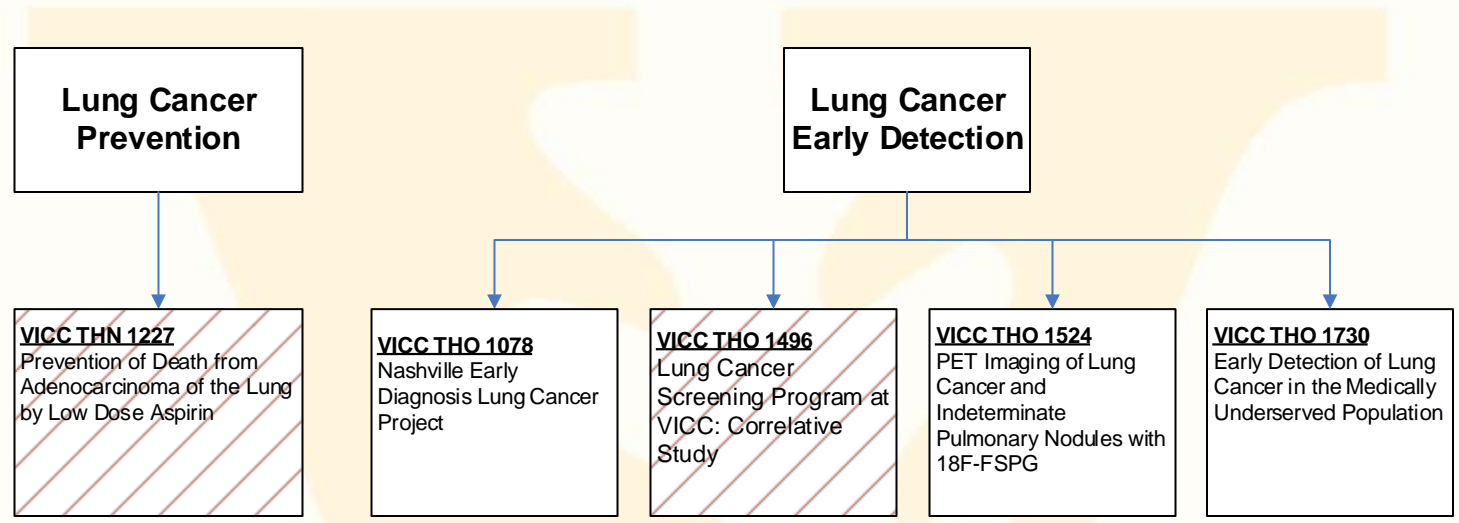 Lung Cancer
Prevention
Lung Cancer
Early Detection
VICC THN 1227
Prevention of Death from
Adenocarcinoma of the Lung
by Low Dose Aspirin
VICC THO 1078
Nashville Early
Diagnosis Lung Cancer
Project
VICC THO 1496
Lung Cancer
Screening Program at
VICC: Correlative
Study
VICC THO 1524
PET Imaging of Lung
Cancer and
Indeterminate
Pulmonary Nodules with
18F-FSPG
VICC THO 1730
Early Detection of Lung
Cancer in the Medically
Underserved Population